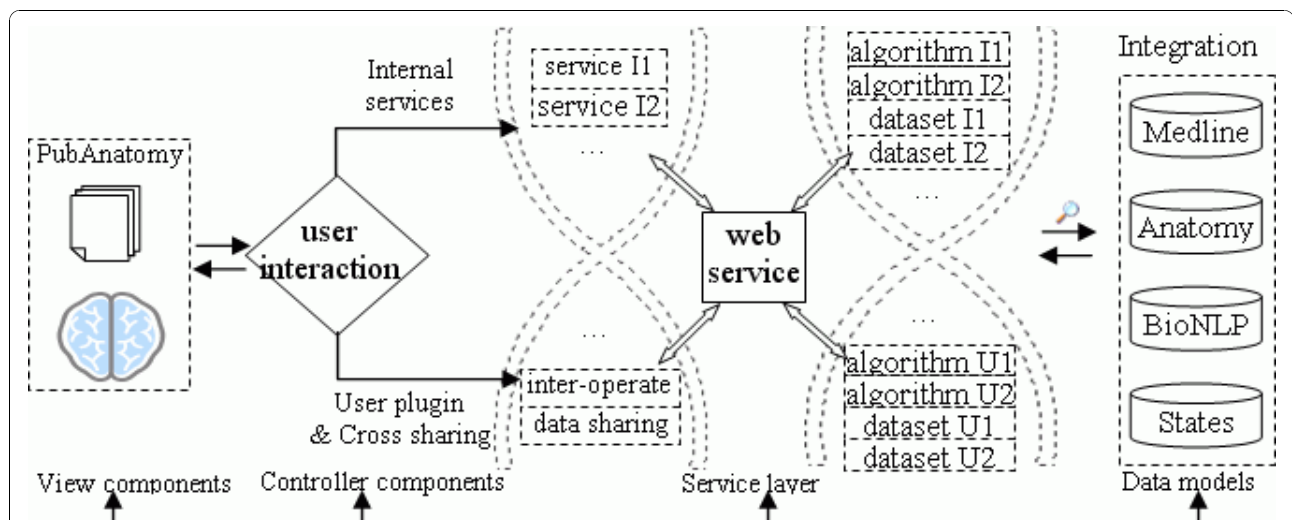 PubAnatomy
Internal
services
user
interaction
User plugin
& Cross sharing
service I1
service I2
...
...
inter-operate
data sharing
web
service
algorithm I1
algorithm I2
dataset I1
dataset I2
...
...
algorithm U1
algorithm U2
dataset U1
dataset U2
Integration
Medline
Anatomy
BioNLP
States
View components
Controller components
Service layer
Data models